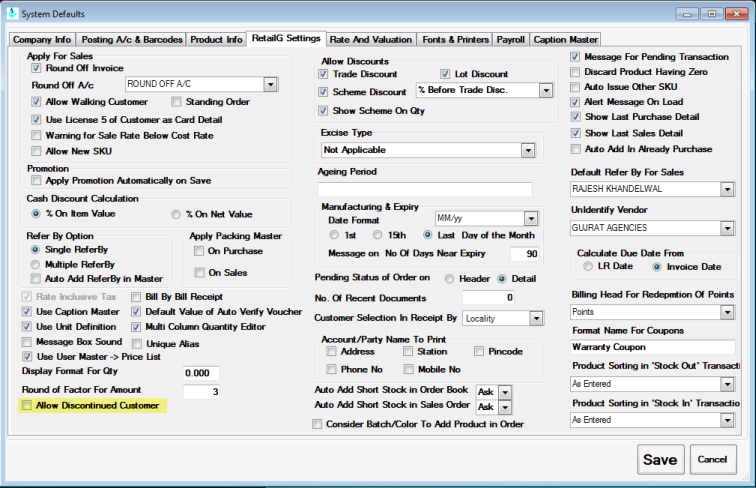 System Defaults
Company Info Posting A/c & Barcodes Product Info RetailG Settings Rate And Valuation Fonts & Printers Payroll Caption Master
Apply For Sales
Round Off Invoice
Round Off A/c ROUND OFF A/C
Allow Walking Customer Standing Order
Use License 5 of Customer as Card Detail
Warning for Sale Rate Below Cost Rate
Allow New SKU
Promotion
Apply Promotion Automatically on Save
Cash Discount Calculation
% On Item Value % On Net Value
Refer By Option
Single ReferBy
Multiple ReferBy
Auto Add ReferBy in Master
Apply Packing Master
On Purchase
On Sales
Rate Inclusive Tax Bill By Bill Receipt
Use Caption Master Default Value of Auto Verify Voucher
Use Unit Definition Multi Column Quantity Editor
Message Box Sound Unique Alias
Use User Master -> Price List
Display Format For Qty 0.000
Round of Factor For Amount 3
Allow Discontinued Customer
Allow Discounts
Trade Discount Lot Discount
Scheme Discount % Before Trade Disc.
Show Scheme On Qty
Excise Type
Not Applicable
Ageing Period
Manufacturing & Expiry
Date Format MM/yy
1st 15th Last Day of the Month
Message on No Of Days Near Expiry 90
Pending Status of Order on Header Detail
No. Of Recent Documents 0
Customer Selection In Receipt By Locality
Account/Party Name To Print
Address Station Pincode
Phone No Mobile No
Auto Add Short Stock in Order Book Ask
Auto Add Short Stock in Sales Order Ask
Consider Batch/Color To Add Product in Order
Message For Pending Transaction
Discard Product Having Zero
Auto Issue Other SKU
Alert Message On Load
Show Last Purchase Detail
Show Last Sales Detail
Auto Add In Already Purchase
Default Refer By For Sales
RAJESH KHANDELWAL
UnIdentify Vendor
GUJRAT AGENCIES
Calculate Due Date From
LR Date Invoice Date
Billing Head For Redepmtion Of Points
Points
Format Name For Coupons
Warranty Coupon
Product Sorting in 'Stock Out' Transacti
As Entered
Product Sorting in 'Stock In' Transactio
As Entered
Save Cancel